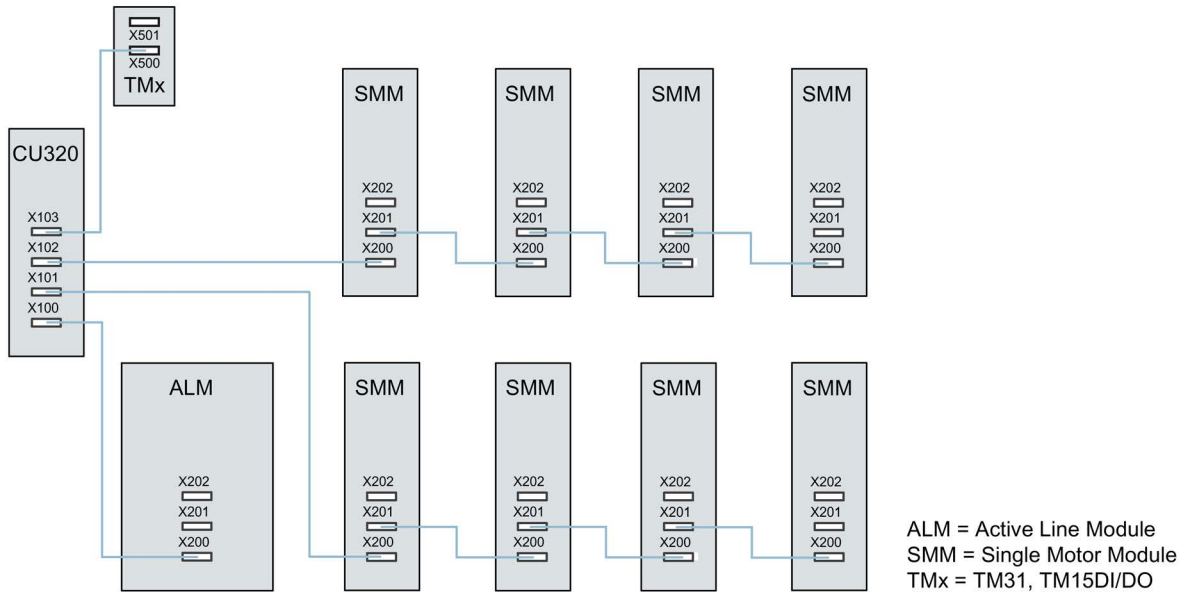 X501
X500
TMx
SMM
SMM
SMM
SMM
CU320
X103
X102
X101
X100
X202
X201
X200
X202
X201
X200
X202
X201
X200
X202
X201
X200
ALM
SMM
SMM
SMM
SMM
X202
X201
X200
X202
X201
X200
X202
X201
X200
X202
X201
X200
X202
X201
X200
ALM = Active Line Module
SMM = Single Motor Module
TMx = TM31, TM15DI/DO